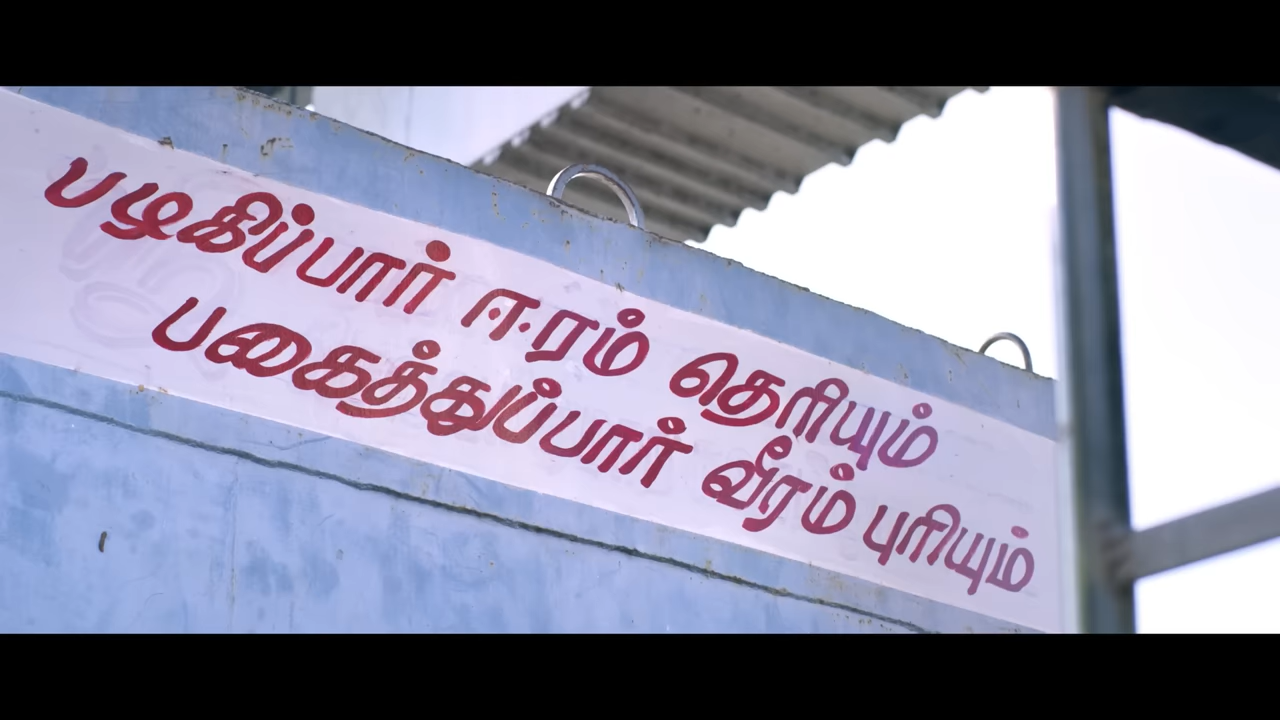 பழகிப்பார் ஈரம் தெரியும்
பகைத்துப்பார் வீரம் புரியும்